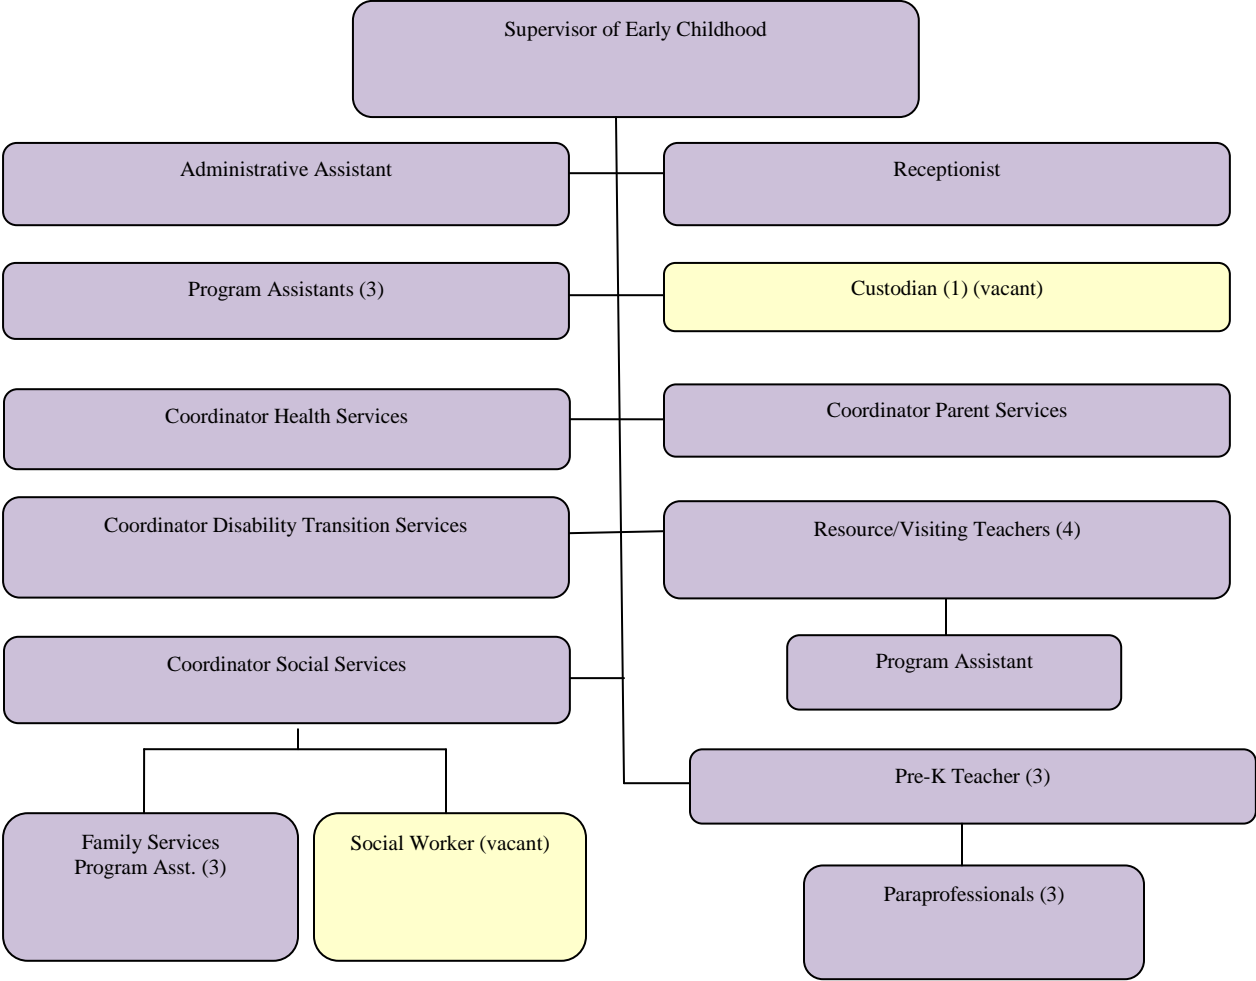 Supervisor of Early Childhood
Administrative Assistant
Receptionist
Program Assistants (3)
Custodian (1) (vacant)
Coordinator Health Services
Coordinator Parent Services
Coordinator Disability Transition Services
Resource/Visiting Teachers (4)
Coordinator Social Services
Program Assistant
Pre-K Teacher (3)
Family Services
Program Asst. (3)
Social Worker (vacant)
Paraprofessionals (3)